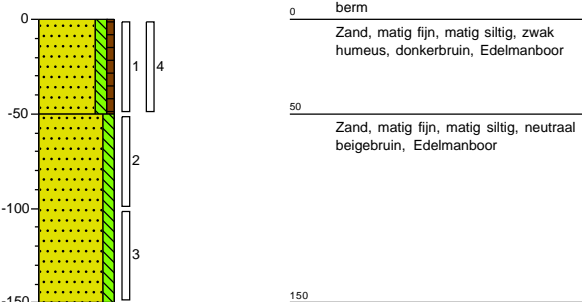 0
-50
-100
-150
1
4
2
3
berm
0
Zand, matig fijn, matig siltig, zwak
humeus, donkerbruin, Edelmanboor
50
Zand, matig fijn, matig siltig, neutraal
beigebruin, Edelmanboor
150